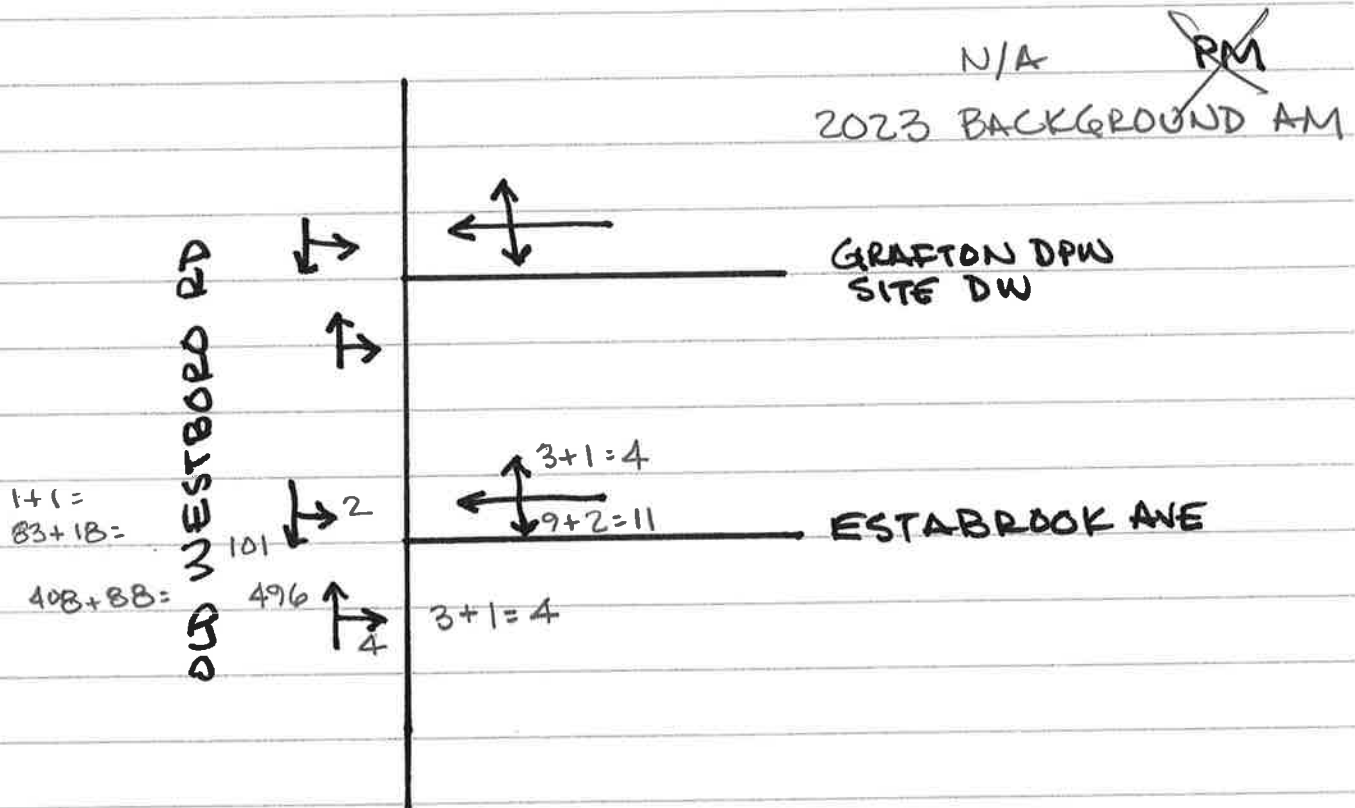 N/A PM
2023 BACKGROUND AM
GRAFTON DPW
SITE DW
OLD WESTBORO RD
3+1=4
1+1= 2
9+2=11
83+18= 101
ESTABROOK AVE
408+88= 496
4 3+1=4